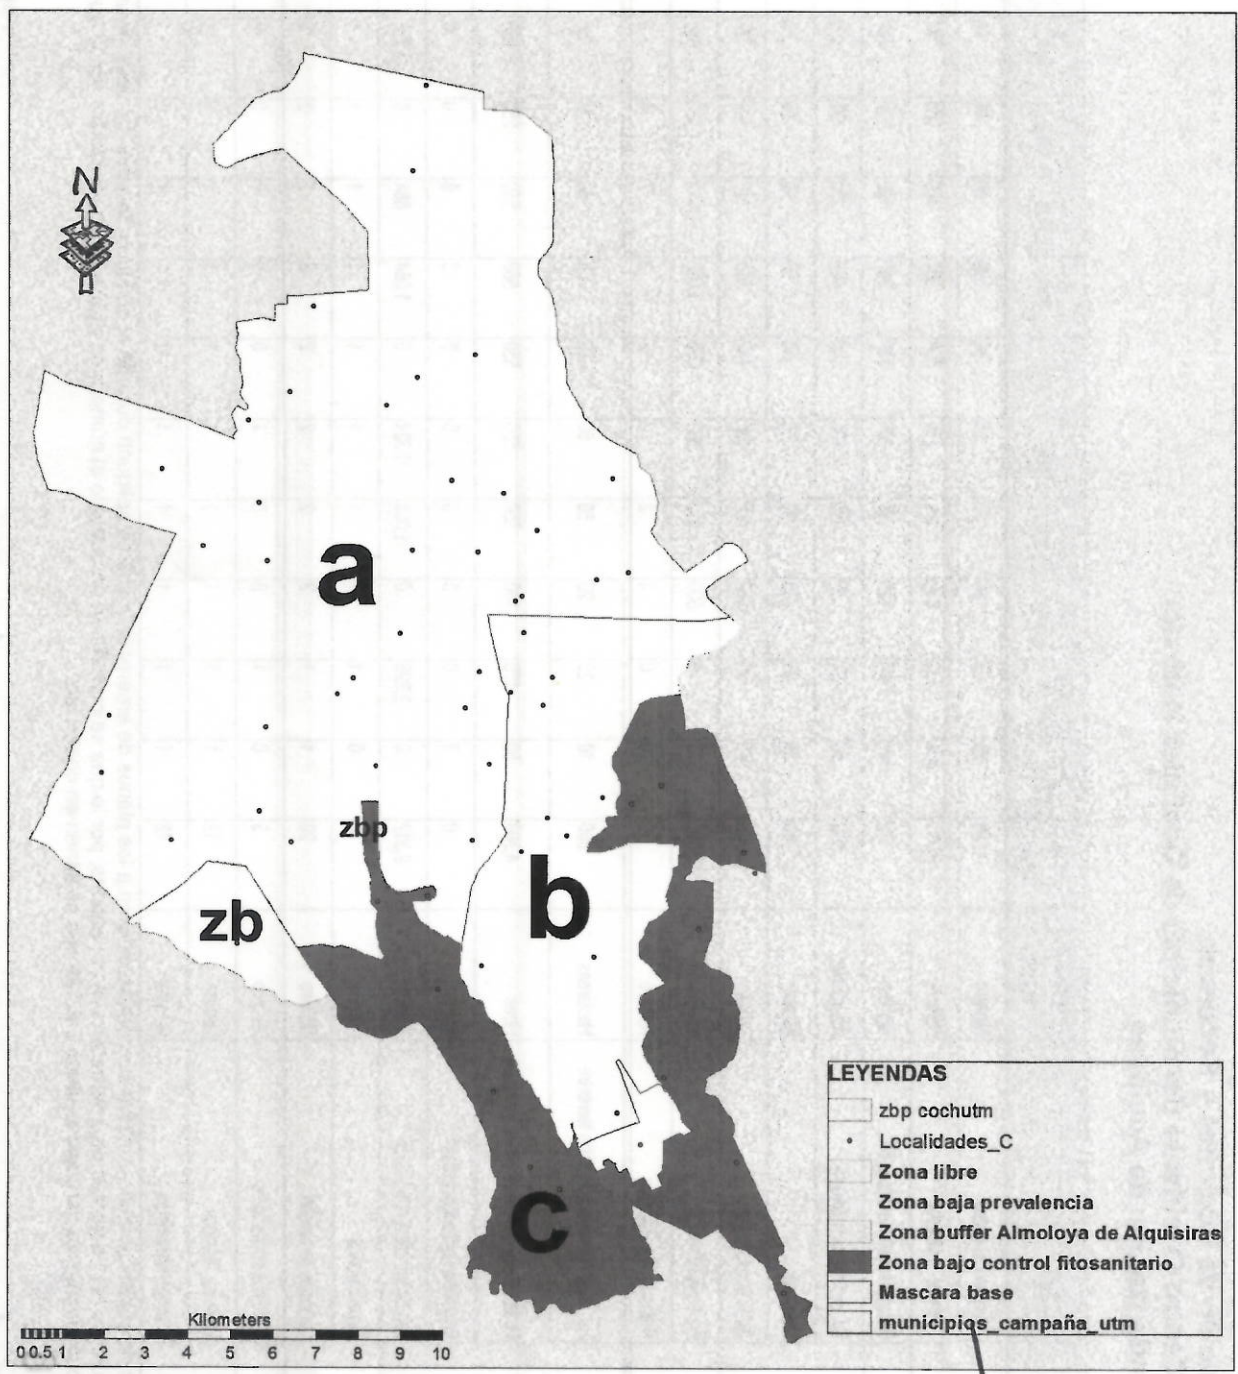 N
a
zbp
zb
b
c
LEYENDAS
zbp cochutm
Localidades_C
Zona libre
Zona baja prevalencia
Zona buffer Almoloya de Alquisiras
Zona bajo control fitosanitario
Mascara base
municipios_campaña_utm
Kilometers
0 0.5 1 2 3 4 5 6 7 8 9 10